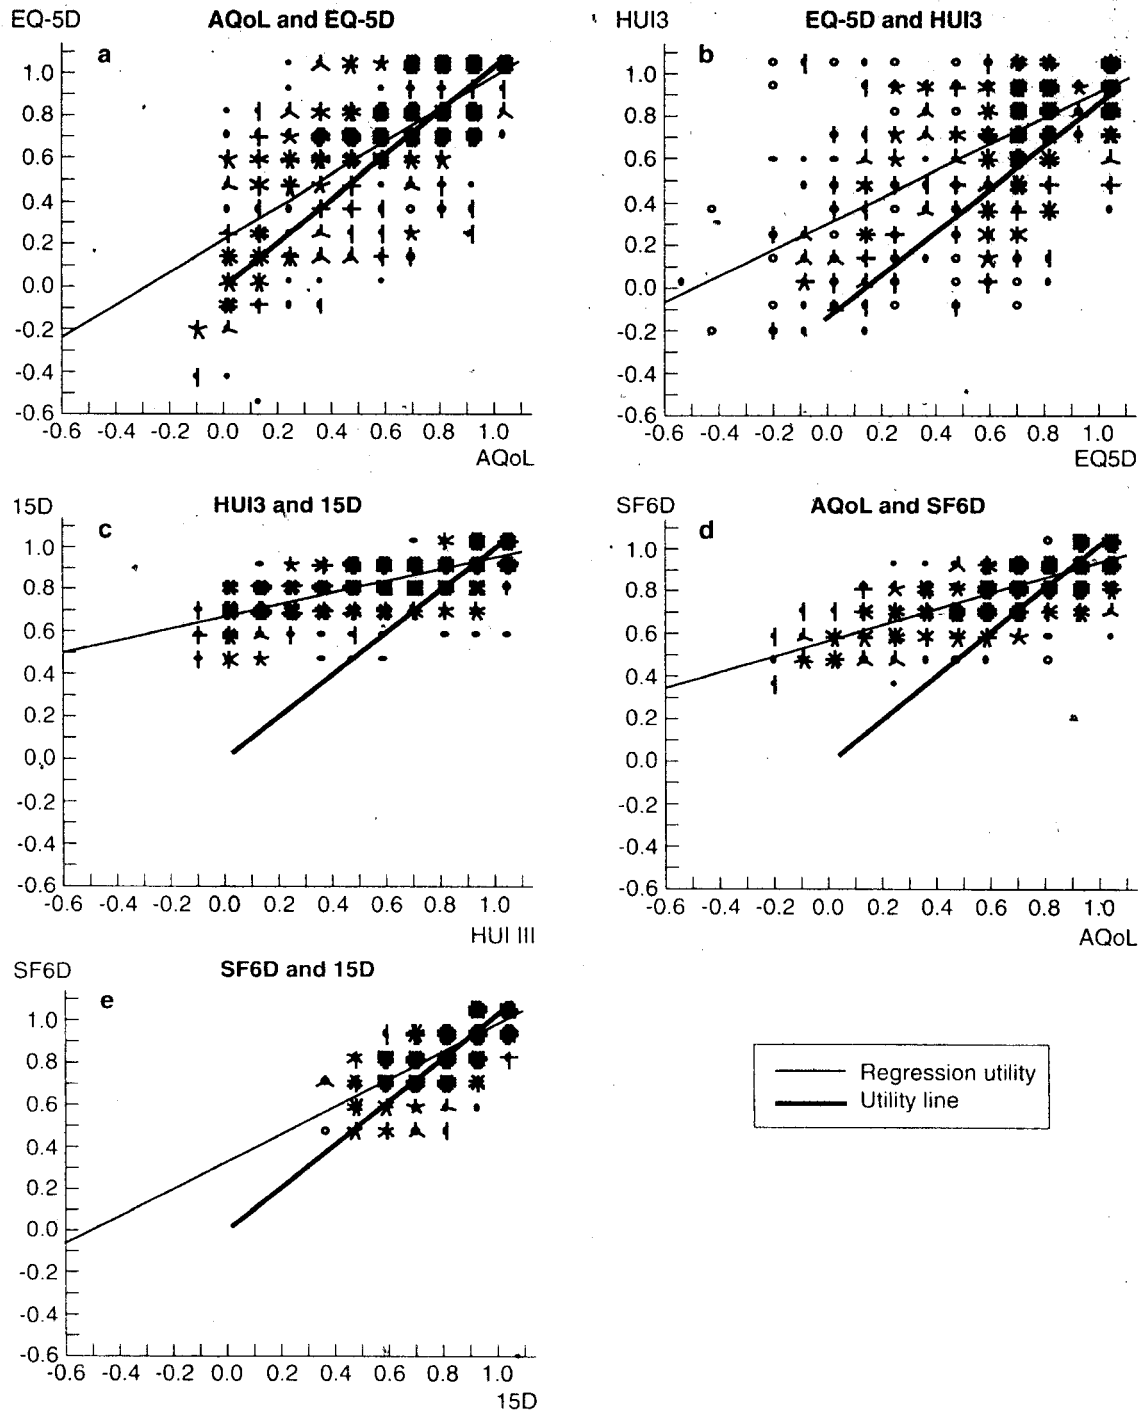 EQ-5D
AQoL and EQ-5D
a
1.0
0.8
0.6
0.4
0.2
0.0
-0.2
-0.4
-0.6
-0.6 -0.4 -0.2 0.0 0.2 0.4 0.6 0.8 1.0
AQoL
HUI3
EQ-5D and HUI3
b
1.0
0.8
0.6
0.4
0.2
0.0
-0.2
-0.4
-0.6
-0.6 -0.4 -0.2 0.0 0.2 0.4 0.6 0.8 1.0
EQ5D
15D
HUI3 and 15D
c
1.0
0.8
0.6
0.4
0.2
0.0
-0.2
-0.4
-0.6
-0.6 -0.4 -0.2 0.0 0.2 0.4 0.6 0.8 1.0
HUI III
SF6D
AQoL and SF6D
d
1.0
0.8
0.6
0.4
0.2
0.0
-0.2
-0.4
-0.6
-0.6 -0.4 -0.2 0.0 0.2 0.4 0.6 0.8 1.0
AQoL
SF6D
SF6D and 15D
e
1.0
0.8
0.6
0.4
0.2
0.0
-0.2
-0.4
-0.6
-0.6 -0.4 -0.2 0.0 0.2 0.4 0.6 0.8 1.0
15D
Regression utility
Utility line